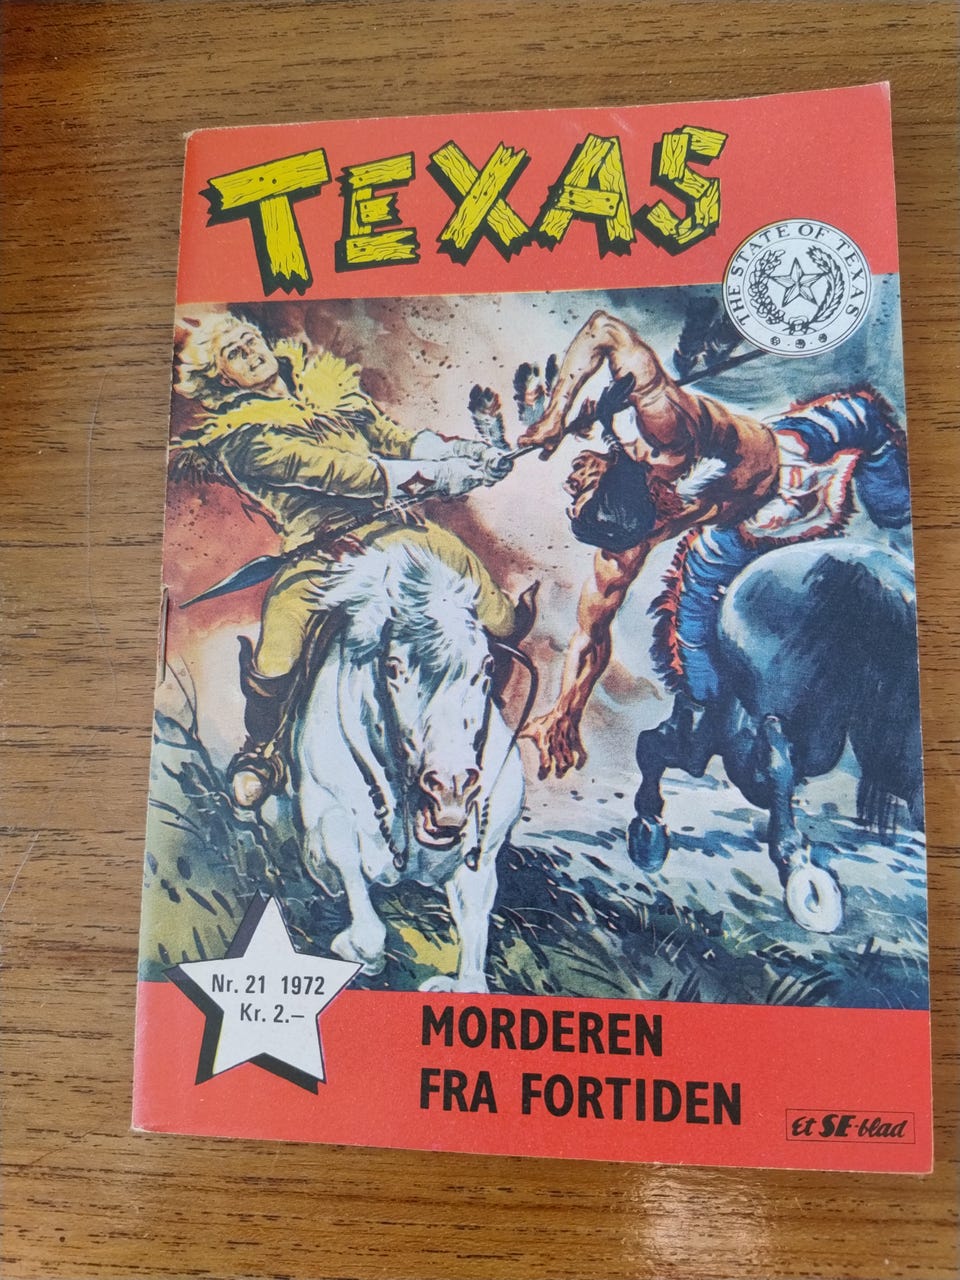 TEXAS
THE STATE OF TEXAS
Nr. 21 1972
Kr. 2.–
MORDEREN
FRA FORTIDEN
Et SE-blad